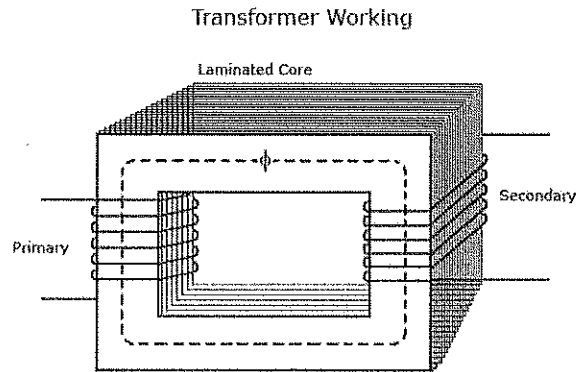 Transformer Working
Laminated Core
ϕ
Secondary
Primary